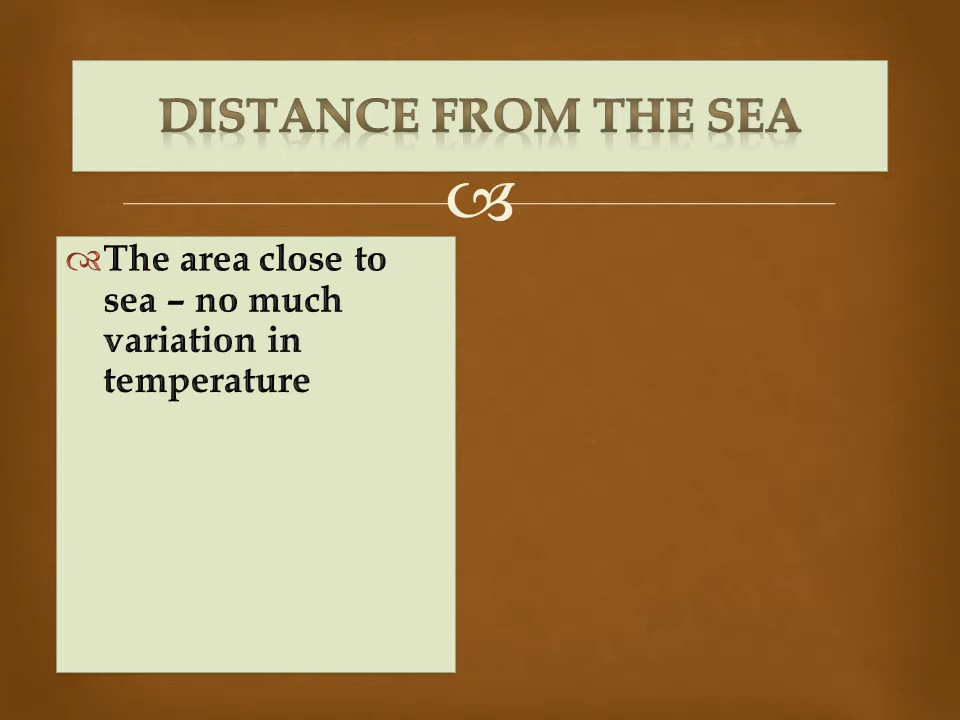 DISTANCE FROM THE SEA
The area close to
sea – no much
variation in
temperature